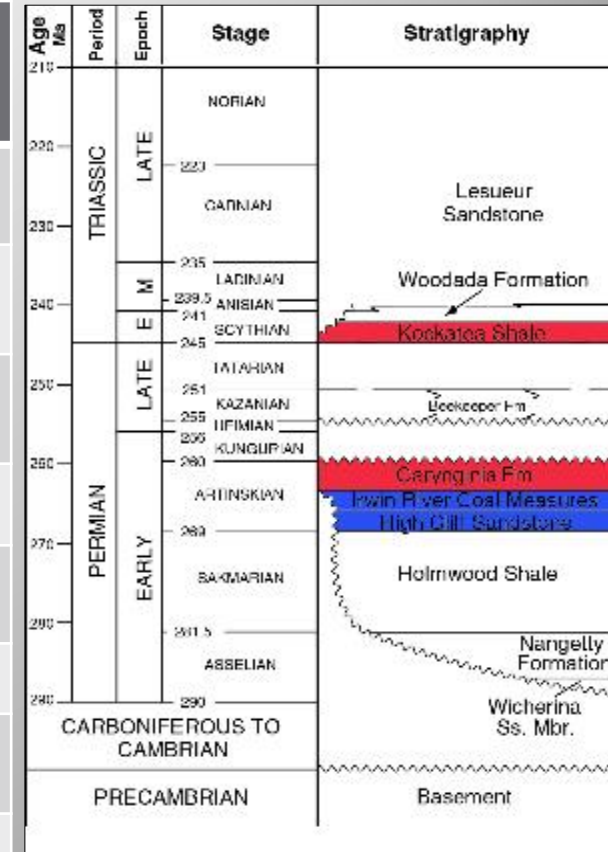 Age
Ma
Period
Epoch
Stage
Stratigraphy
210
220
230
240
250
260
270
280
290
TRIASSIC
PERMIAN
LATE
M
E
LATE
EARLY
NORIAN
223
CARNIAN
235
LADINIAN
239.5
ANISIAN
241
SCYTHIAN
245
TATARIAN
251
KAZANIAN
255
UFIMIAN
256
KUNGURIAN
260
ARTINSKIAN
269
SAKMARIAN
281.5
ASSELIAN
290
CARBONIFEROUS TO
CAMBRIAN
PRECAMBRIAN
Lesueur
Sandstone
Woodada Formation
Kockatea Shale
Beekeeper Fm
Carynginia Fm
Irwin River Coal Measures
High Cliff Sandstone
Holmwood Shale
Nangelly
Formation
Wicherina
Ss. Mbr.
Basement